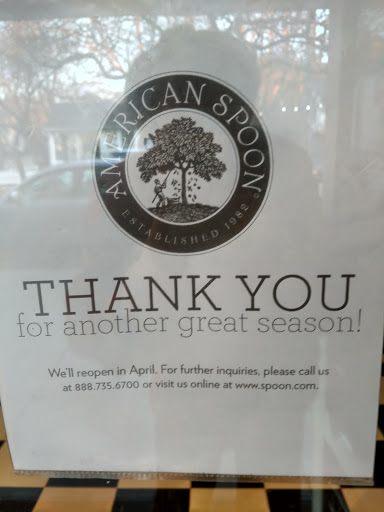 AMERICAN SPOON
ESTABLISHED 1982
THANK YOU
for another great season!
We'll reopen in April. For further inquiries, please call us
at 888.735.6700 or visit us online at www.spoon.com.